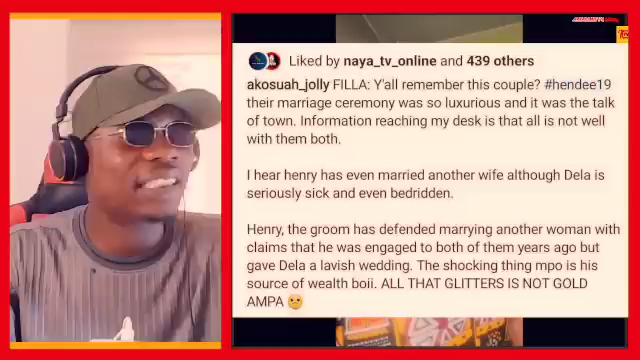 Liked by naya_tv_online and 439 others
akosuah_jolly FILLA: Y'all remember this couple? #hendee19
their marriage ceremony was so luxurious and it was the talk
of town. Information reaching my desk is that all is not well
with them both.
I hear henry has even married another wife although Dela is
seriously sick and even bedridden.
Henry, the groom has defended marrying another woman with
claims that he was engaged to both of them years ago but
gave Dela a lavish wedding. The shocking thing mpo is his
source of wealth boii. ALL THAT GLITTERS IS NOT GOLD
AMPA 🥺